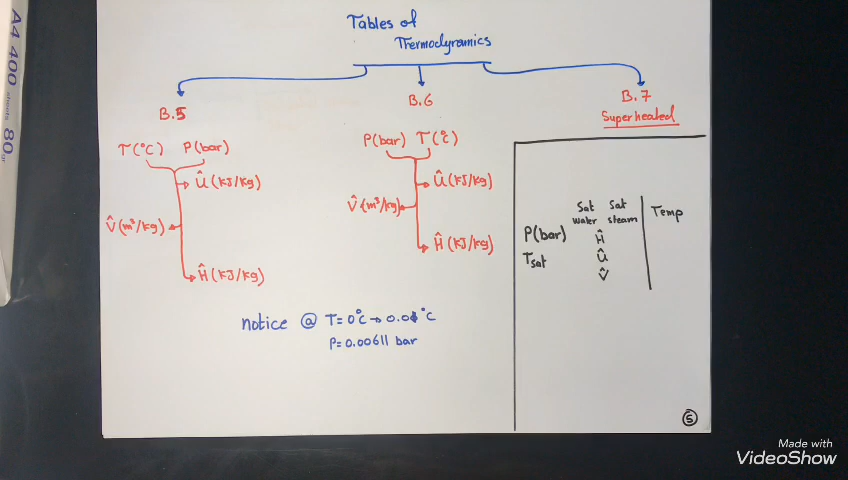 A4 400 sheets 80 gr
Tables of
Thermodynamics
B.5
T(°C) P(bar)
Û (kJ/kg)
V̂ (m³/kg)
Ĥ (kJ/kg)
B.6
P(bar) T(°C)
Û (kJ/kg)
V̂ (m³/kg)
Ĥ (kJ/kg)
B.7
Superheated
Sat water Sat steam Temp
P(bar) Ĥ
Tsat Û
V̂
notice @ T=0°C → 0.01°C
P=0.00611 bar
5
Made with
VideoShow